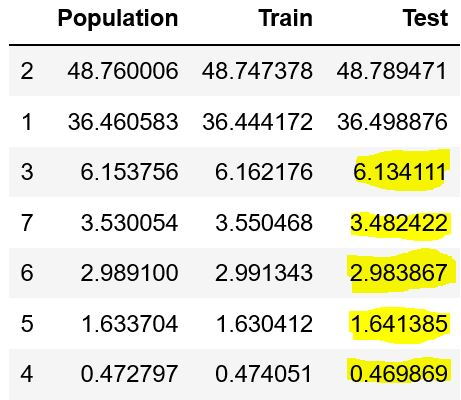 Population Train Test
2 48.760006 48.747378 48.789471
1 36.460583 36.444172 36.498876
3 6.153756 6.162176 6.134111
7 3.530054 3.550468 3.482422
6 2.989100 2.991343 2.983867
5 1.633704 1.630412 1.641385
4 0.472797 0.474051 0.469869